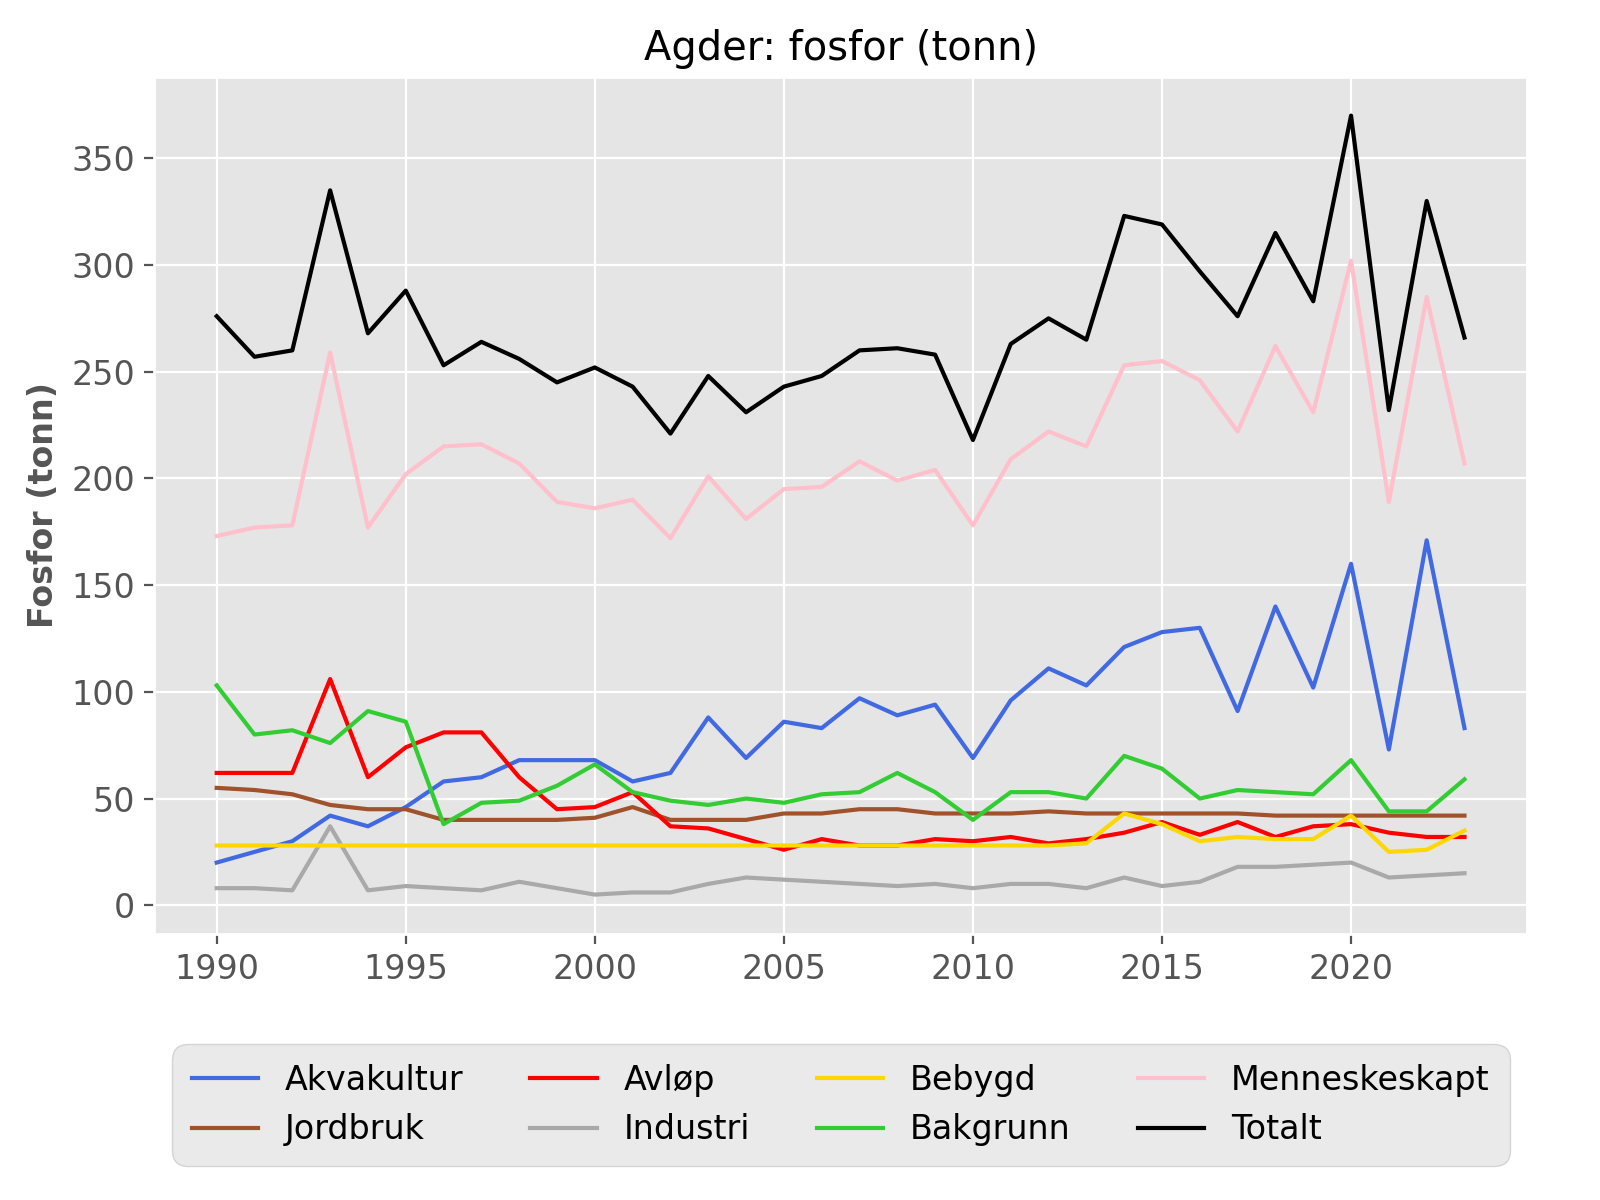 Agder: fosfor (tonn)
Fosfor (tonn)
350
300
250
200
150
100
50
0
1990 1995 2000 2005 2010 2015 2020
Akvakultur Avløp Bebygd Menneskeskapt
Jordbruk Industri Bakgrunn Totalt